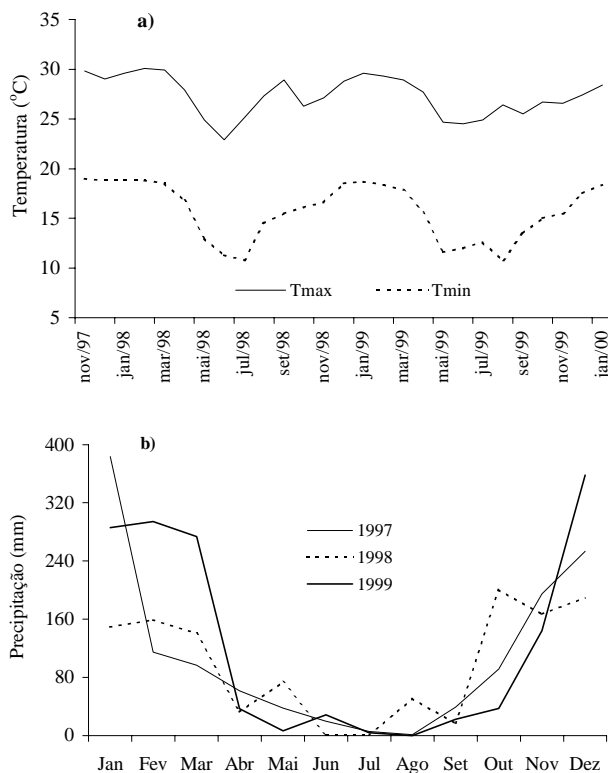 a)
35
30
25
20
15
10
5
Temperatura (°C)
Tmax
Tmin
nov/97
jan/98
mar/98
mai/98
jul/98
set/98
nov/98
jan/99
mar/99
mai/99
jul/99
set/99
nov/99
jan/00
b)
400
320
240
160
80
0
Precipitação (mm)
1997
1998
1999
Jan Fev Mar Abr Mai Jun Jul Ago Set Out Nov Dez